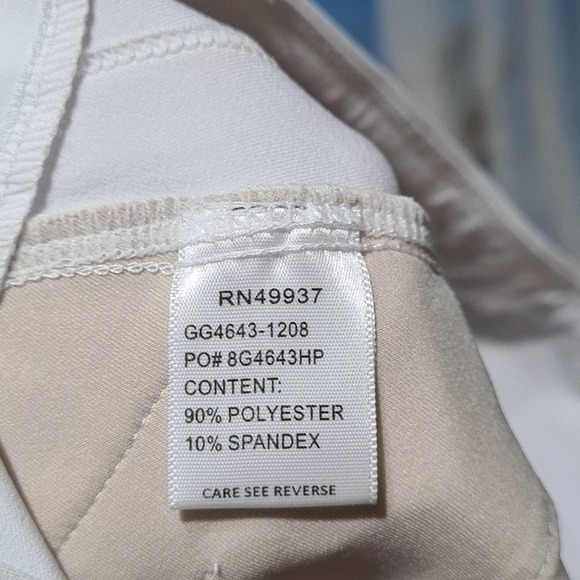 RN49937
GG4643-1208
PO# 8G4643HP
CONTENT:
90% POLYESTER
10% SPANDEX
CARE SEE REVERSE